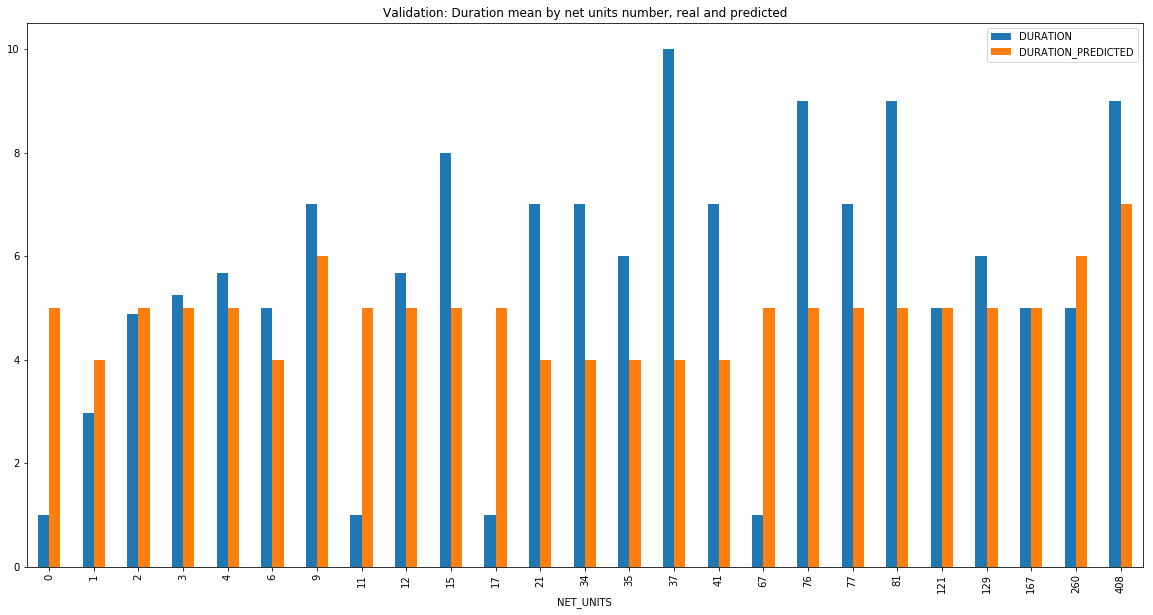 Validation: Duration mean by net units number, real and predicted
DURATION
DURATION_PREDICTED
10
8
6
4
2
0
0 1 2 3 4 6 9 11 12 15 17 21 34 35 37 41 67 76 77 81 121 129 167 260 408
NET_UNITS